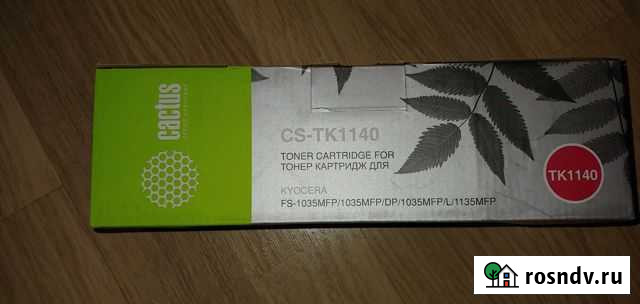 cactus
CS-TK1140
TONER CARTRIDGE FOR
ТОНЕР КАРТРИДЖ ДЛЯ
KYOCERA
FS-1035MFP/1035MFP/DP/1035MFP/L/1135MFP
TK1140
rosndv.ru